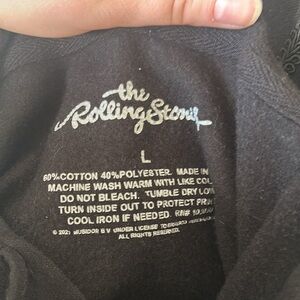 the
Rolling Stones
L
60%COTTON 40%POLYESTER. MADE IN
MACHINE WASH WARM WITH LIKE
DO NOT BLEACH. TUMBLE DRY
TURN INSIDE OUT TO PROTECT
COOL IRON IF NEEDED.
© 2021 MUSIDOR B V UNDER LICENSE TO
ALL RIGHTS RESERVED.